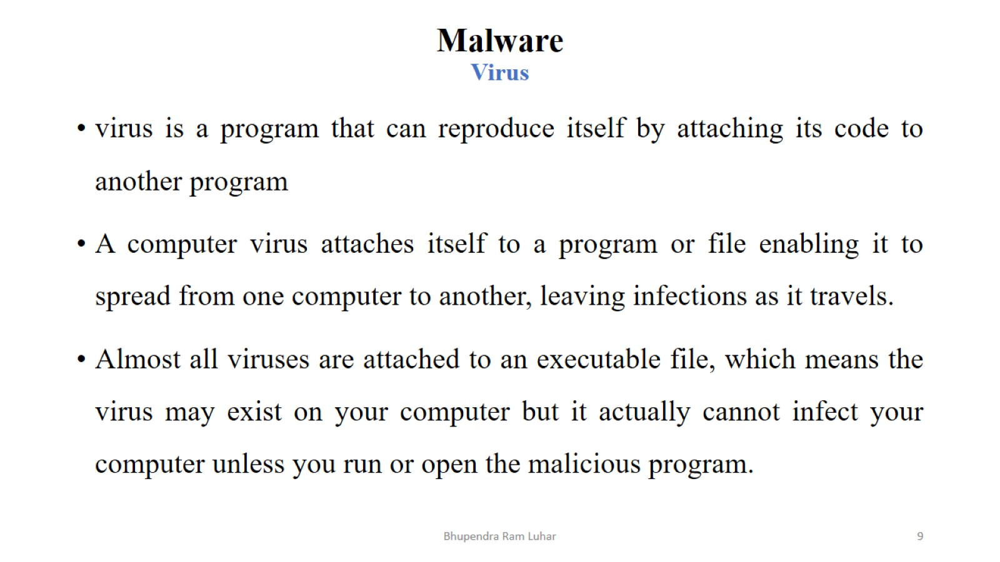 Malware
Virus
• virus is a program that can reproduce itself by attaching its code to
another program
• A computer virus attaches itself to a program or file enabling it to
spread from one computer to another, leaving infections as it travels.
• Almost all viruses are attached to an executable file, which means the
virus may exist on your computer but it actually cannot infect your
computer unless you run or open the malicious program.
Bhupendra Ram Luhar
9